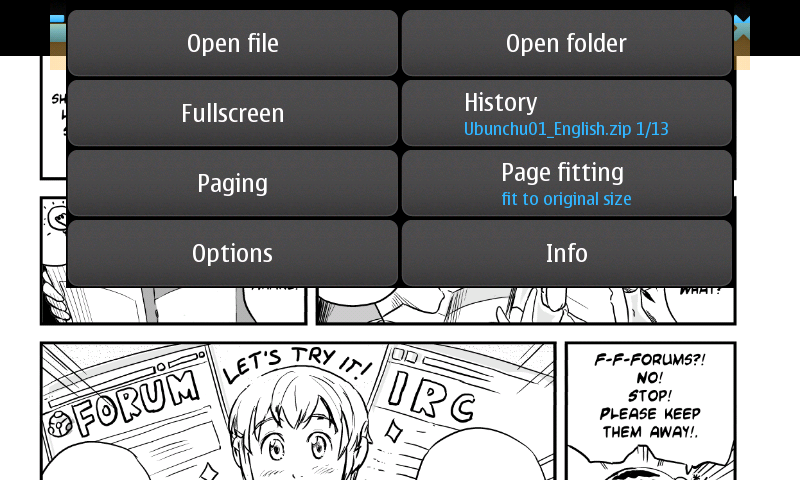 Open file
Open folder
Fullscreen
History
Ubunchu01_English.zip 1/13
Paging
Page fitting
fit to original size
Options
Info
WHAT?
LET'S TRY IT!
FORUM
IRC
F-F-FORUMS?!
NO!
STOP!
PLEASE KEEP
THEM AWAY!.